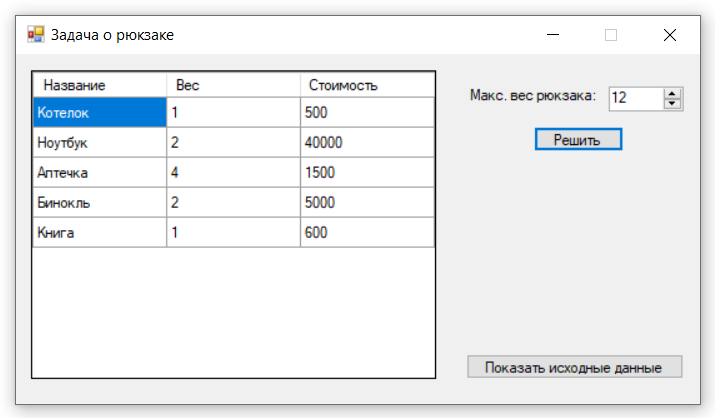 Задача о рюкзаке
Название Вес Стоимость
Котелок 1 500
Ноутбук 2 40000
Аптечка 4 1500
Бинокль 2 5000
Книга 1 600
Макс. вес рюкзака: 12
Решить
Показать исходные данные